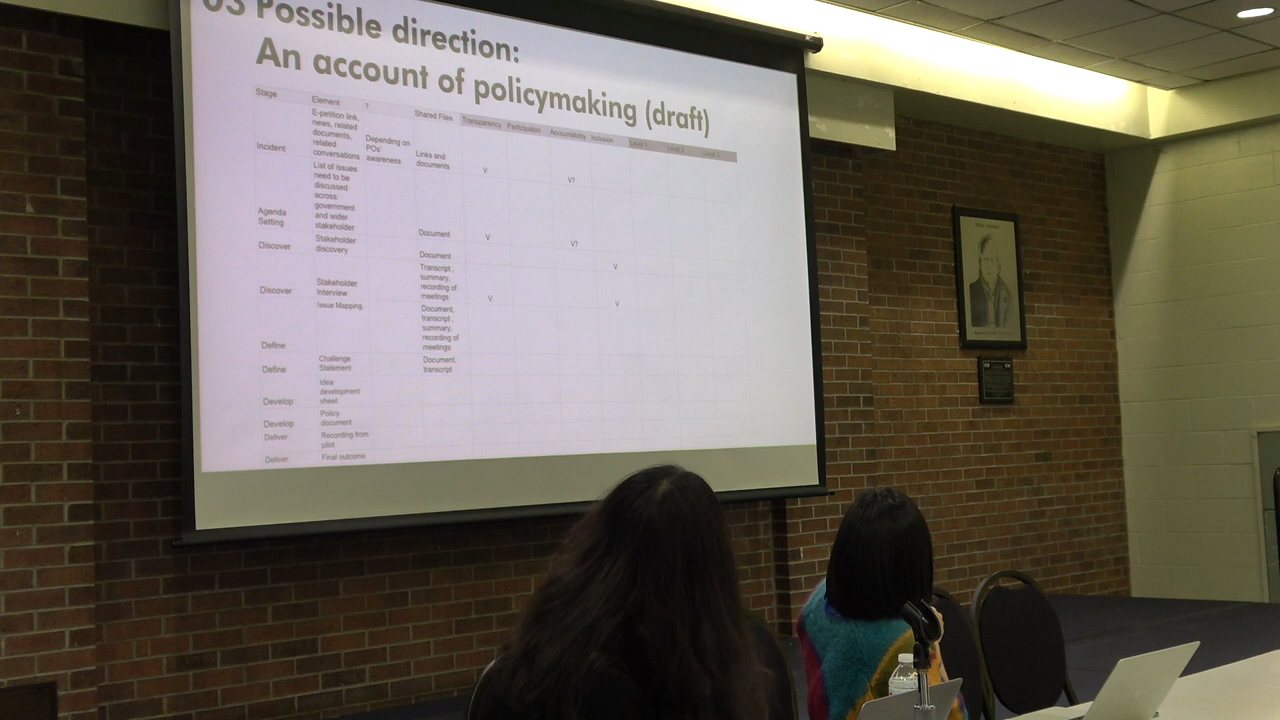 03 Possible direction:
An account of policymaking (draft)
Stage
Element
?
Shared Files
Transparency
Participation
Accountability
Inclusion
Level 1
Level 2
Level 3
Incident
E-petition link,
news, related
documents,
related
conversations
Depending on
POs'
awareness
Links and
documents
V
V?
Agenda
Setting
List of issues
need to be
discussed
across
government
and wider
stakeholder
Document
V
V?
Discover
Stakeholder
discovery
Document
V
Discover
Stakeholder
Interview
Transcript,
summary,
recording of
meetings
V
V
Define
Issue Mapping
Document,
transcript,
summary,
recording of
meetings
Define
Challenge
Statement
Document,
transcript
Develop
Idea
development
sheet
Develop
Policy
document
Deliver
Recording from
pilot
Deliver
Final outcome